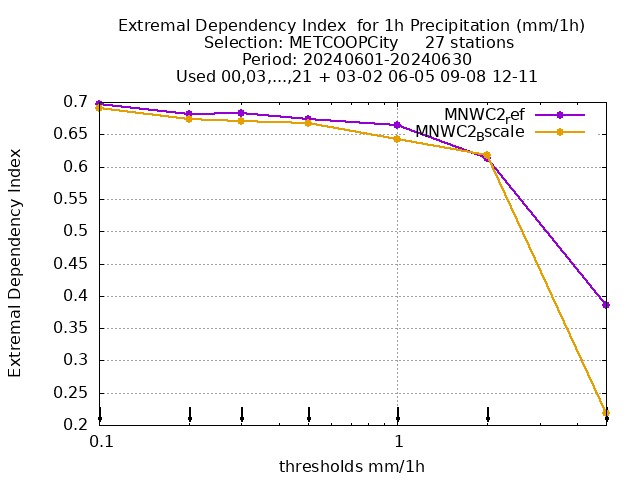 Extremal Dependency Index  for 1h Precipitation (mm/1h)
Selection: METCOOPCity     27 stations
Period: 20240601-20240630
Used 00,03,...,21 + 03-02 06-05 09-08 12-11
MNWC2_ref
MNWC2_Bscale
Extremal Dependency Index
0.7
0.65
0.6
0.55
0.5
0.45
0.4
0.35
0.3
0.25
0.2
0.1 1
thresholds mm/1h